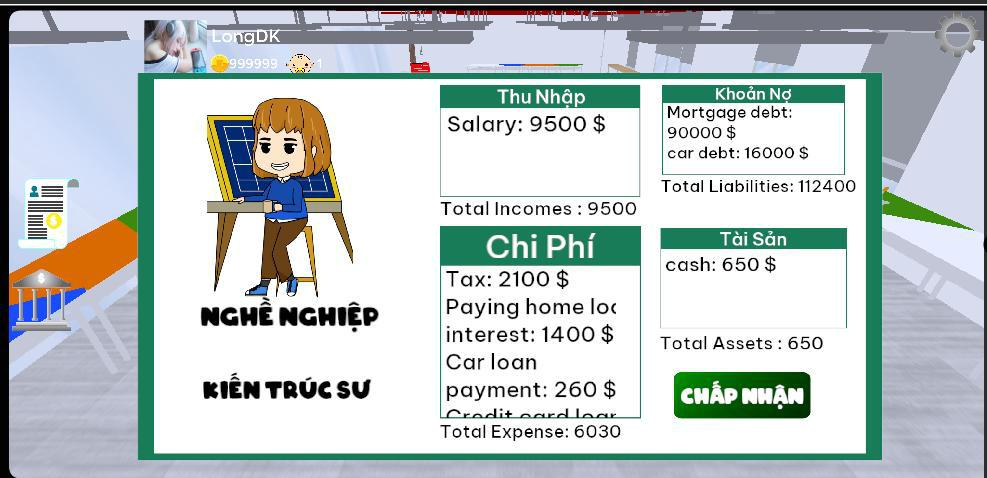 LongDK
999999
1
NGHỀ NGHIỆP
KIẾN TRÚC SƯ
Thu Nhập
Salary: 9500 $
Total Incomes : 9500
Chi Phí
Tax: 2100 $
Paying home loa
interest: 1400 $
Car loan
payment: 260 $
Credit card loan
Total Expense: 6030
Khoản Nợ
Mortgage debt:
90000 $
car debt: 16000 $
Total Liabilities: 112400
Tài Sản
cash: 650 $
Total Assets : 650
CHẤP NHẬN